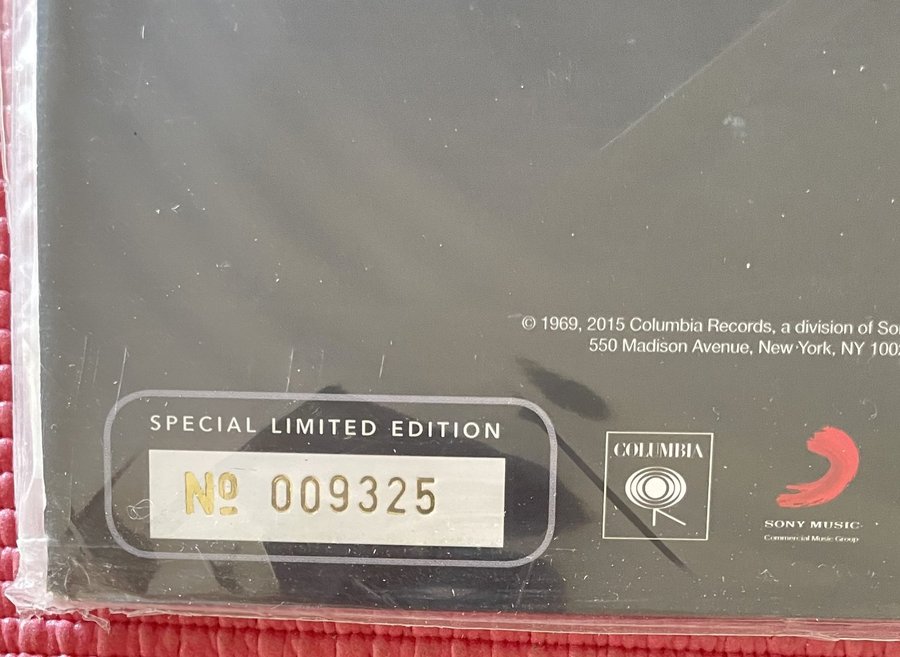 © 1969, 2015 Columbia Records, a division of
550 Madison Avenue, New York, NY
SPECIAL LIMITED EDITION
Nº 009325
COLUMBIA
SONY MUSIC
Commercial Music Group